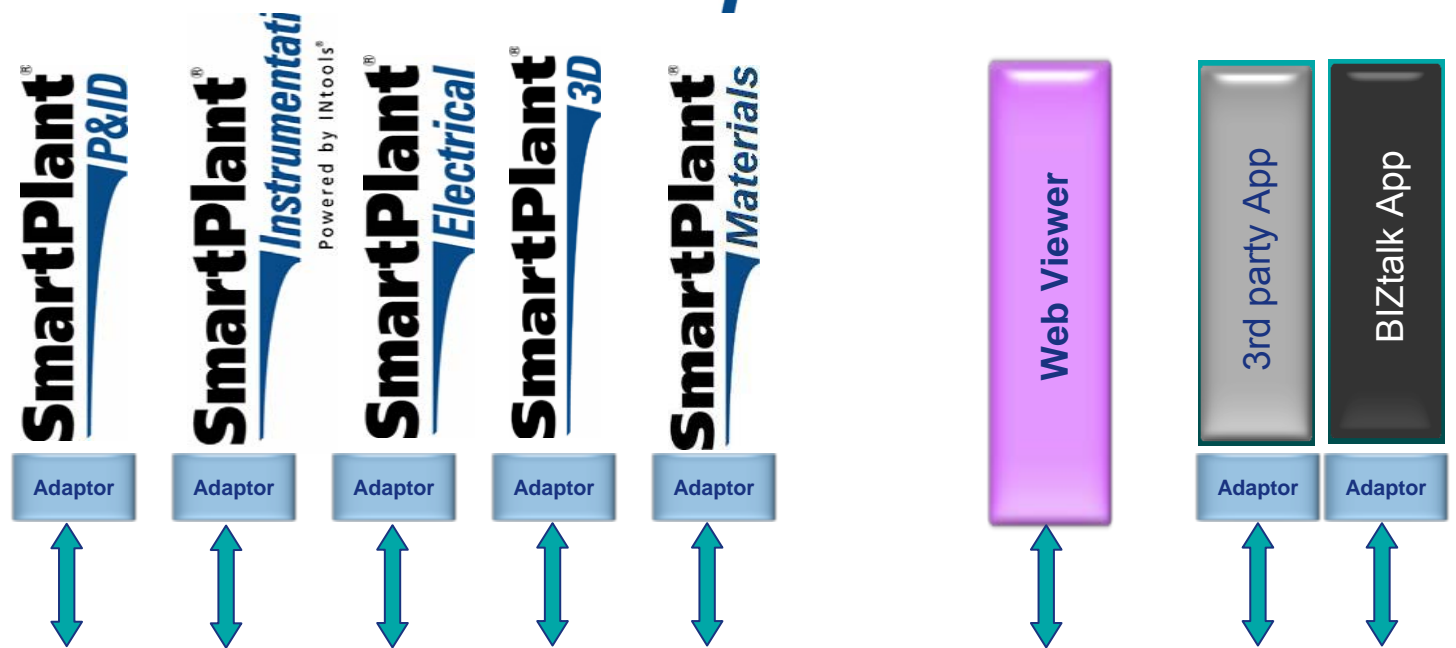 SmartPlant®
P&ID
SmartPlant®
Instrumentati
Powered by INtools®
SmartPlant®
Electrical
SmartPlant®
3D
SmartPlant®
Materials
Web Viewer
3rd party App
BIZtalk App
Adaptor
Adaptor
Adaptor
Adaptor
Adaptor
Adaptor
Adaptor